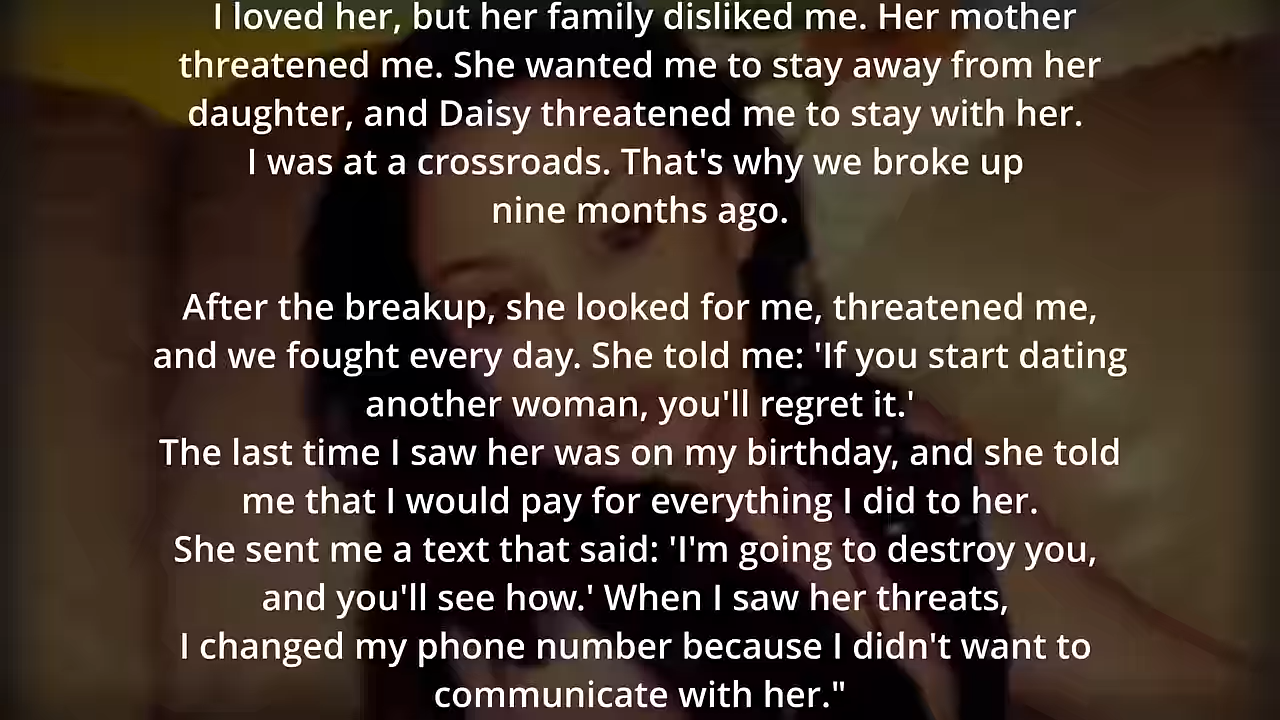 I loved her, but her family disliked me. Her mother
threatened me. She wanted me to stay away from her
daughter, and Daisy threatened me to stay with her.
I was at a crossroads. That's why we broke up
nine months ago.
After the breakup, she looked for me, threatened me,
and we fought every day. She told me: 'If you start dating
another woman, you'll regret it.'
The last time I saw her was on my birthday, and she told
me that I would pay for everything I did to her.
She sent me a text that said: 'I'm going to destroy you,
and you'll see how.' When I saw her threats,
I changed my phone number because I didn't want to
communicate with her."